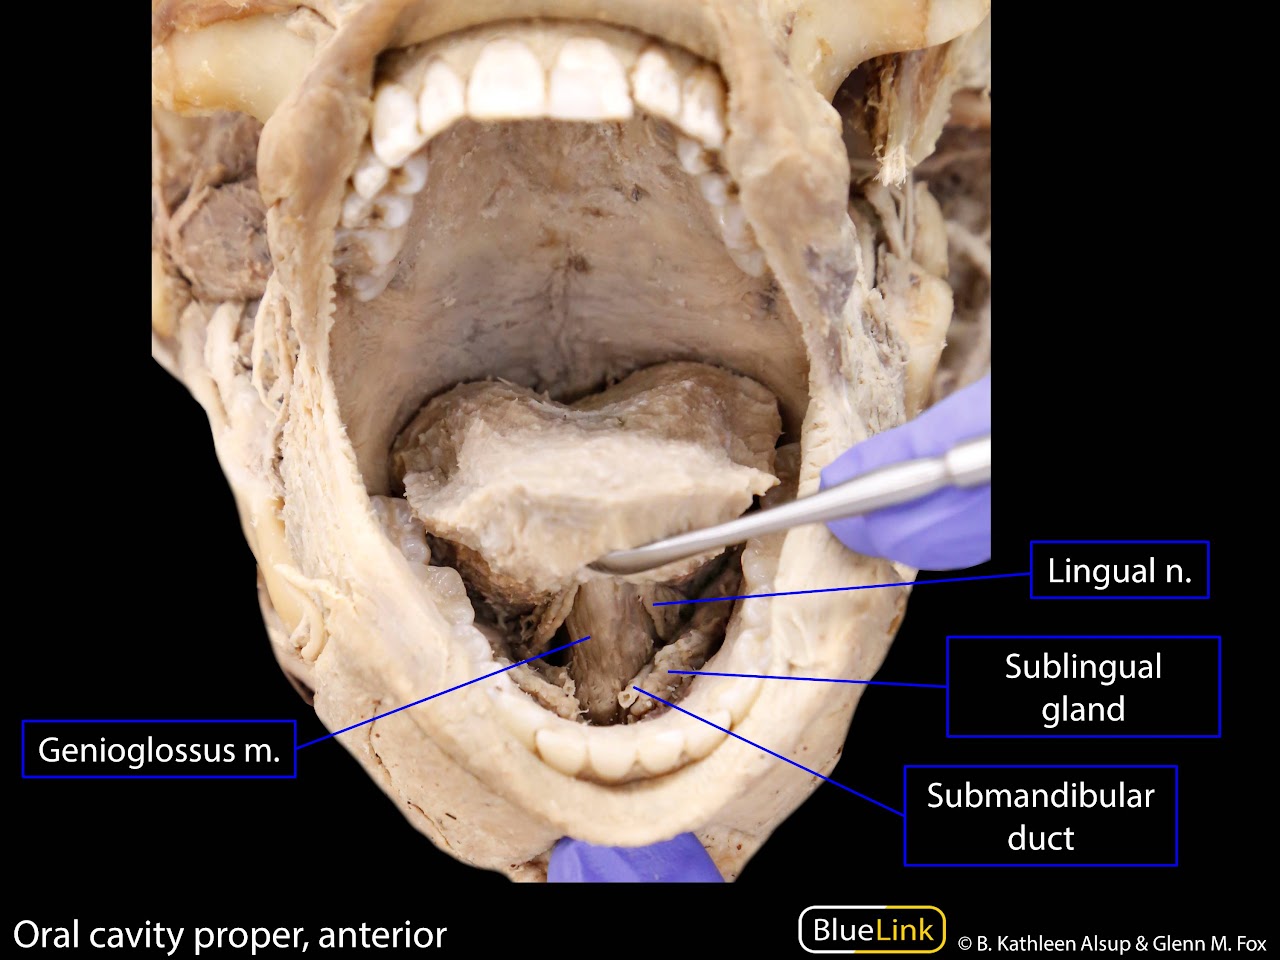 Lingual n.
Sublingual
gland
Genioglossus m.
Submandibular
duct
Oral cavity proper, anterior
BlueLink
© B. Kathleen Alsup & Glenn M. Fox